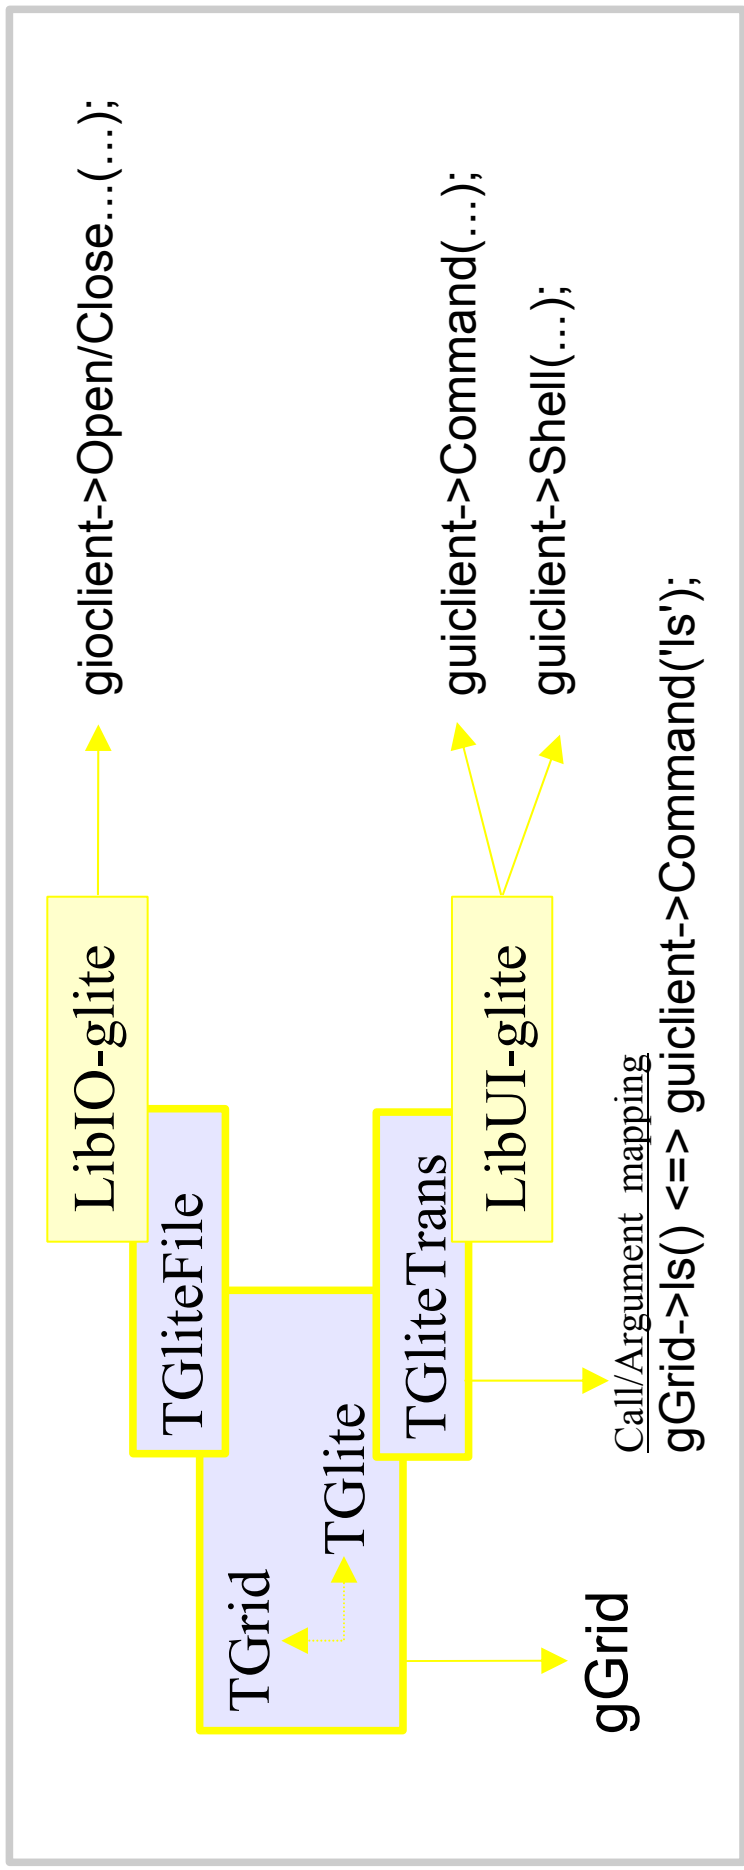 LibIO-glite
gioclient->Open/Close...(...);
TGliteFile
TGrid
TGlite
TGliteTrans
LibUI-glite
guiclient->Command(...);
guiclient->Shell(...);
gGrid
Call/Argument mapping
gGrid->ls() <=> guiclient->Command('ls');